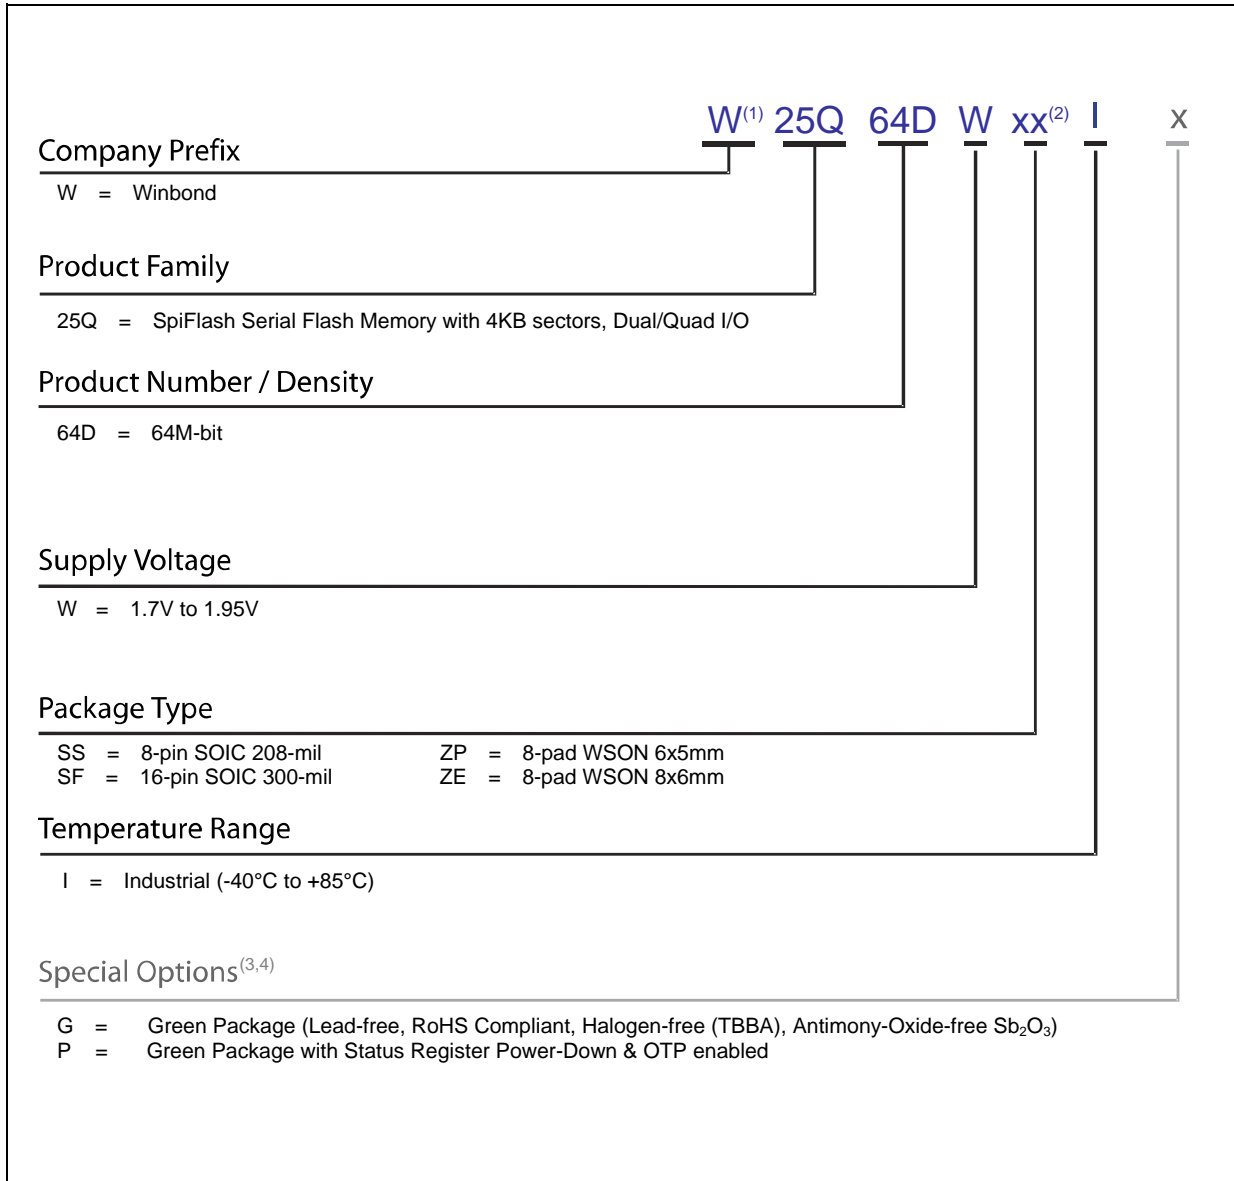 W(1) 25Q 64D W xx(2) I x
Company Prefix
W = Winbond
Product Family
25Q = SpiFlash Serial Flash Memory with 4KB sectors, Dual/Quad I/O
Product Number / Density
64D = 64M-bit
Supply Voltage
W = 1.7V to 1.95V
Package Type
SS = 8-pin SOIC 208-mil ZP = 8-pad WSON 6x5mm
SF = 16-pin SOIC 300-mil ZE = 8-pad WSON 8x6mm
Temperature Range
I = Industrial (-40°C to +85°C)
Special Options(3,4)
G = Green Package (Lead-free, RoHS Compliant, Halogen-free (TBBA), Antimony-Oxide-free Sb₂O₃)
P = Green Package with Status Register Power-Down & OTP enabled